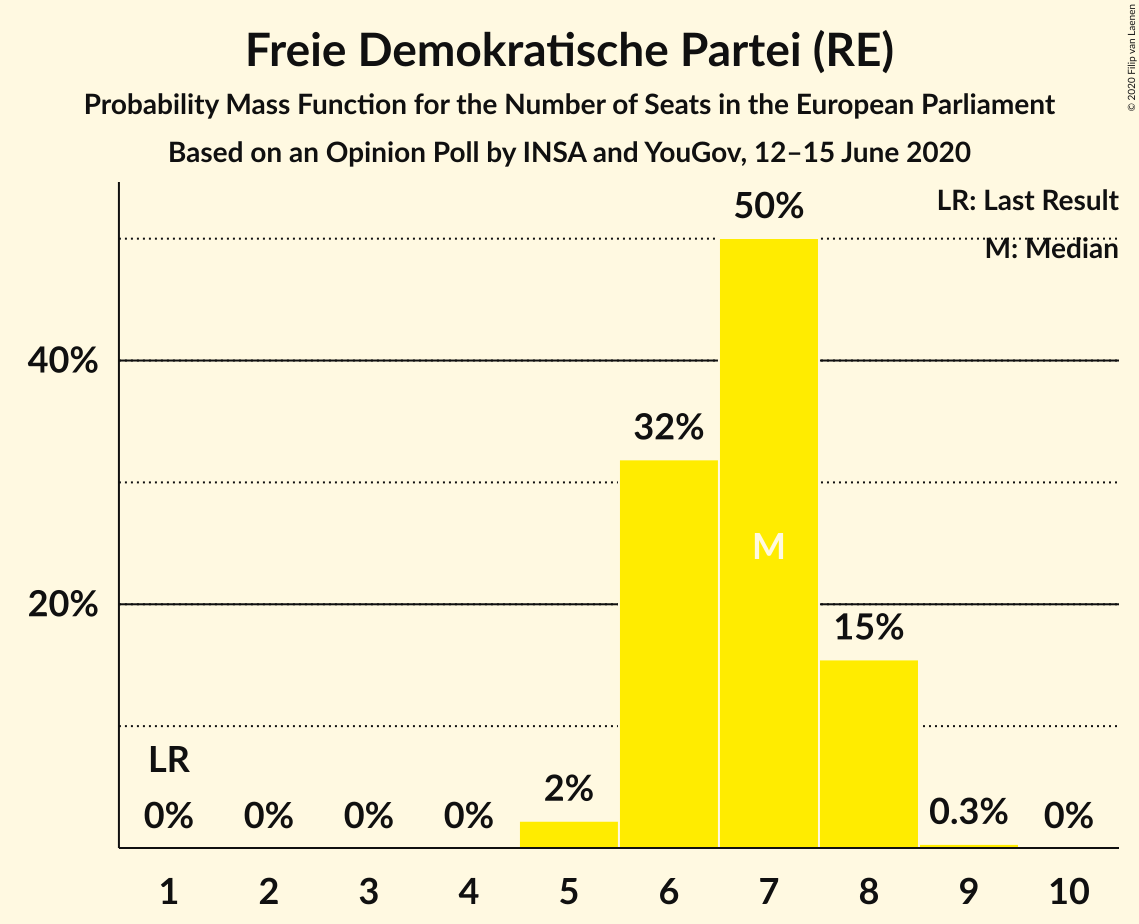 Freie Demokratische Partei (RE)
Probability Mass Function for the Number of Seats in the European Parliament
Based on an Opinion Poll by INSA and YouGov, 12–15 June 2020
© 2020 Filip van Laenen
LR: Last Result
M: Median
50%
40%
32%
M
20%
15%
LR
0%
0%
0%
0%
2%
0.3%
0%
1 2 3 4 5 6 7 8 9 10